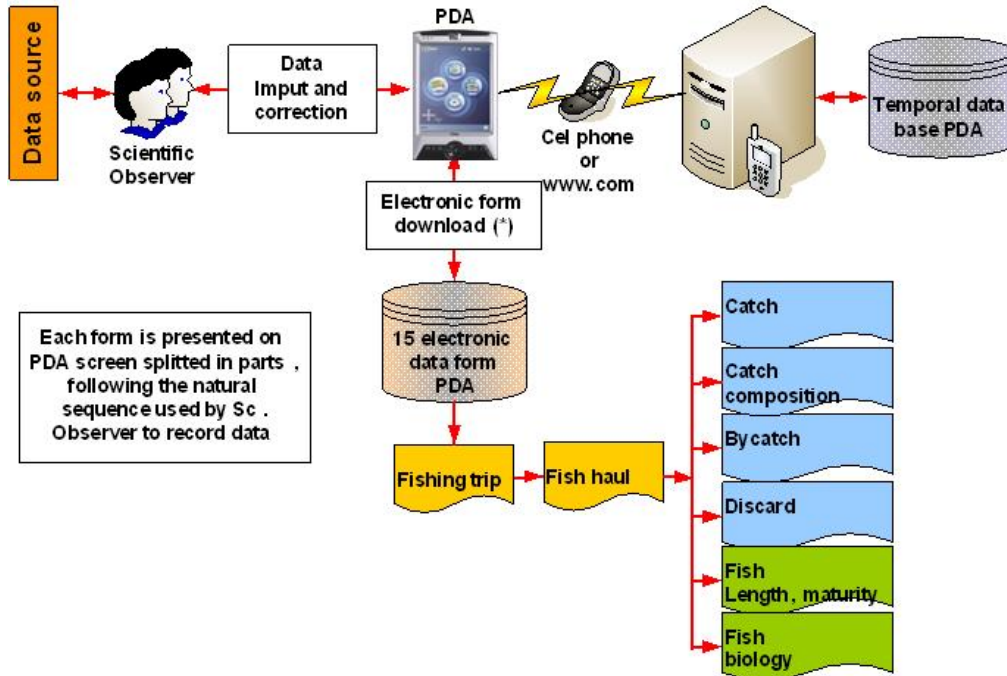 PDA
Data source
Data
Imput and
correction
Scientific
Observer
Cel phone
or
www.com
Temporal data
base PDA
Electronic form
download (*)
15 electronic
data form
PDA
Each form is presented on
PDA screen splitted in parts ,
following the natural
sequence used by Sc .
Observer to record data
Fishing trip
Fish haul
Catch
Catch
composition
Bycatch
Discard
Fish
Length, maturity
Fish
biology